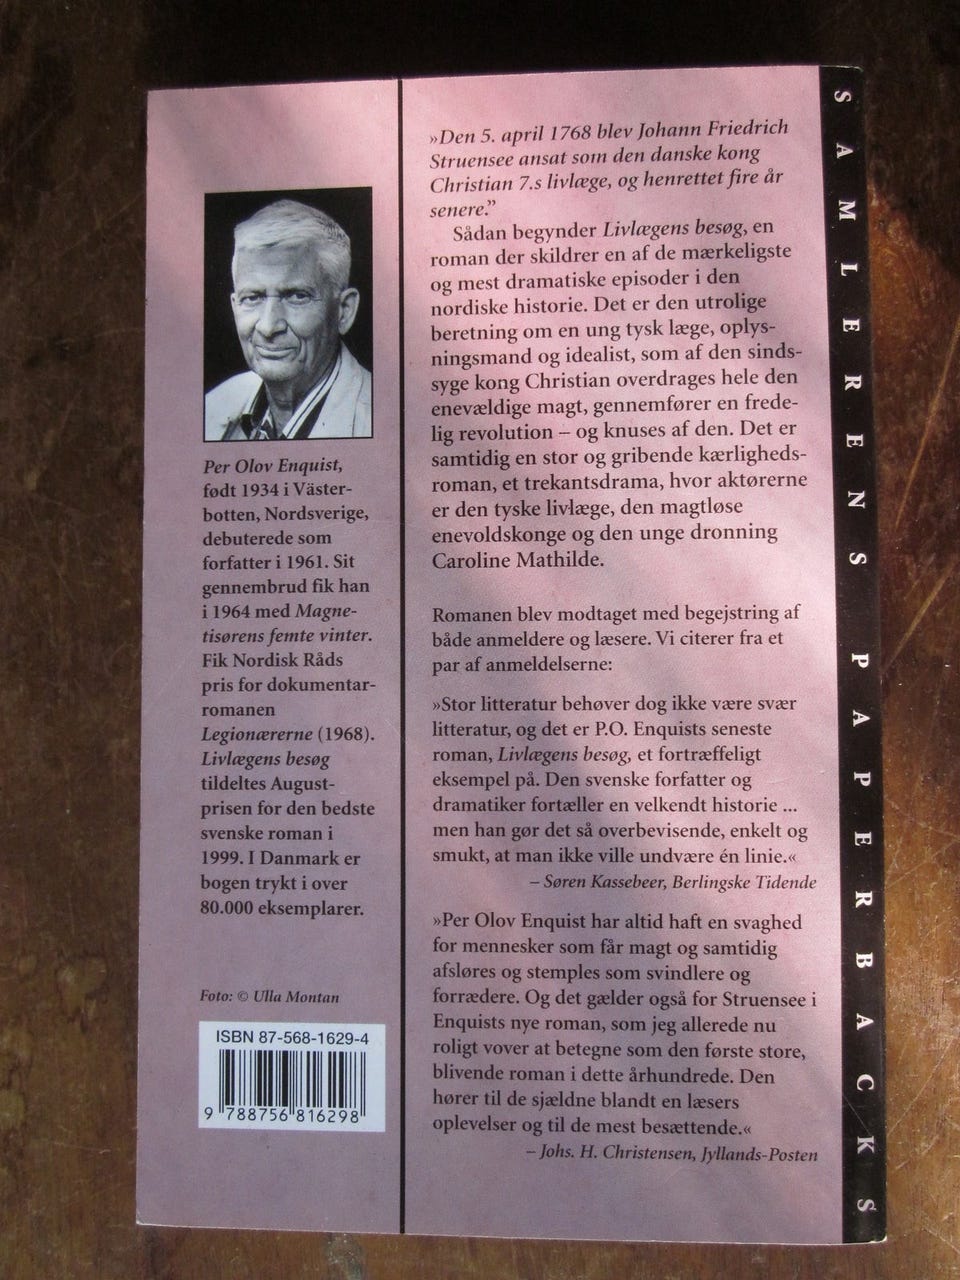 Per Olov Enquist,
født 1934 i Väster-
botten, Nordsverige,
debuterede som
forfatter i 1961. Sit
gennembrud fik han
i 1964 med Magne-
tisørens femte vinter.
Fik Nordisk Råds
pris for dokumentar-
romanen
Legionærerne (1968).
Livlægens besøg
tildeltes August-
prisen for den bedste
svenske roman i
1999. I Danmark er
bogen trykt i over
80.000 eksemplarer.
Foto: © Ulla Montan
ISBN 87-568-1629-4
9 788756 816298
»Den 5. april 1768 blev Johann Friedrich
Struensee ansat som den danske kong
Christian 7.s livlæge, og henrettet fire år
senere.”
Sådan begynder Livlægens besøg, en
roman der skildrer en af de mærkeligste
og mest dramatiske episoder i den
nordiske historie. Det er den utrolige
beretning om en ung tysk læge, oplys-
ningsmand og idealist, som af den sinds-
syge kong Christian overdrages hele den
enevældige magt, gennemfører en frede-
lig revolution – og knuses af den. Det er
samtidig en stor og gribende kærligheds-
roman, et trekantsdrama, hvor aktørerne
er den tyske livlæge, den magtløse
enevoldskonge og den unge dronning
Caroline Mathilde.
Romanen blev modtaget med begejstring af
både anmeldere og læsere. Vi citerer fra et
par af anmeldelserne:
»Stor litteratur behøver dog ikke være svær
litteratur, og det er P.O. Enquists seneste
roman, Livlægens besøg, et fortræffeligt
eksempel på. Den svenske forfatter og
dramatiker fortæller en velkendt historie ...
men han gør det så overbevisende, enkelt og
smukt, at man ikke ville undvære én linie.«
– Søren Kassebeer, Berlingske Tidende
»Per Olov Enquist har altid haft en svaghed
for mennesker som får magt og samtidig
afsløres og stemples som svindlere og
forrædere. Og det gælder også for Struensee i
Enquists nye roman, som jeg allerede nu
roligt vover at betegne som den første store,
blivende roman i dette århundrede. Den
hører til de sjældne blandt en læsers
oplevelser og til de mest besættende.«
– Johs. H. Christensen, Jyllands-Posten
SAMLERENS PAPERBACKS